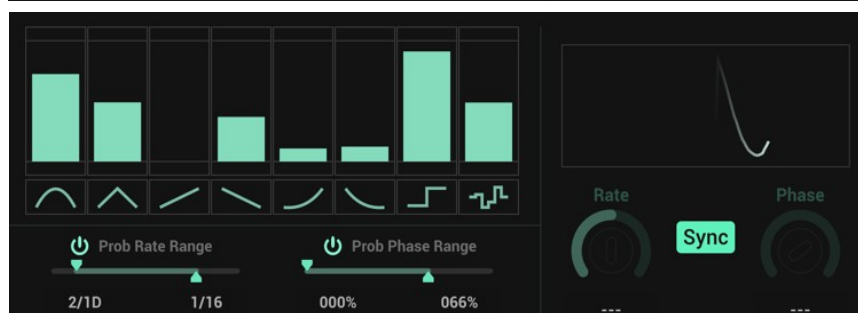 Rate
Phase
Sync
Prob Rate Range
Prob Phase Range
2/1D
1/16
000%
066%
---
---